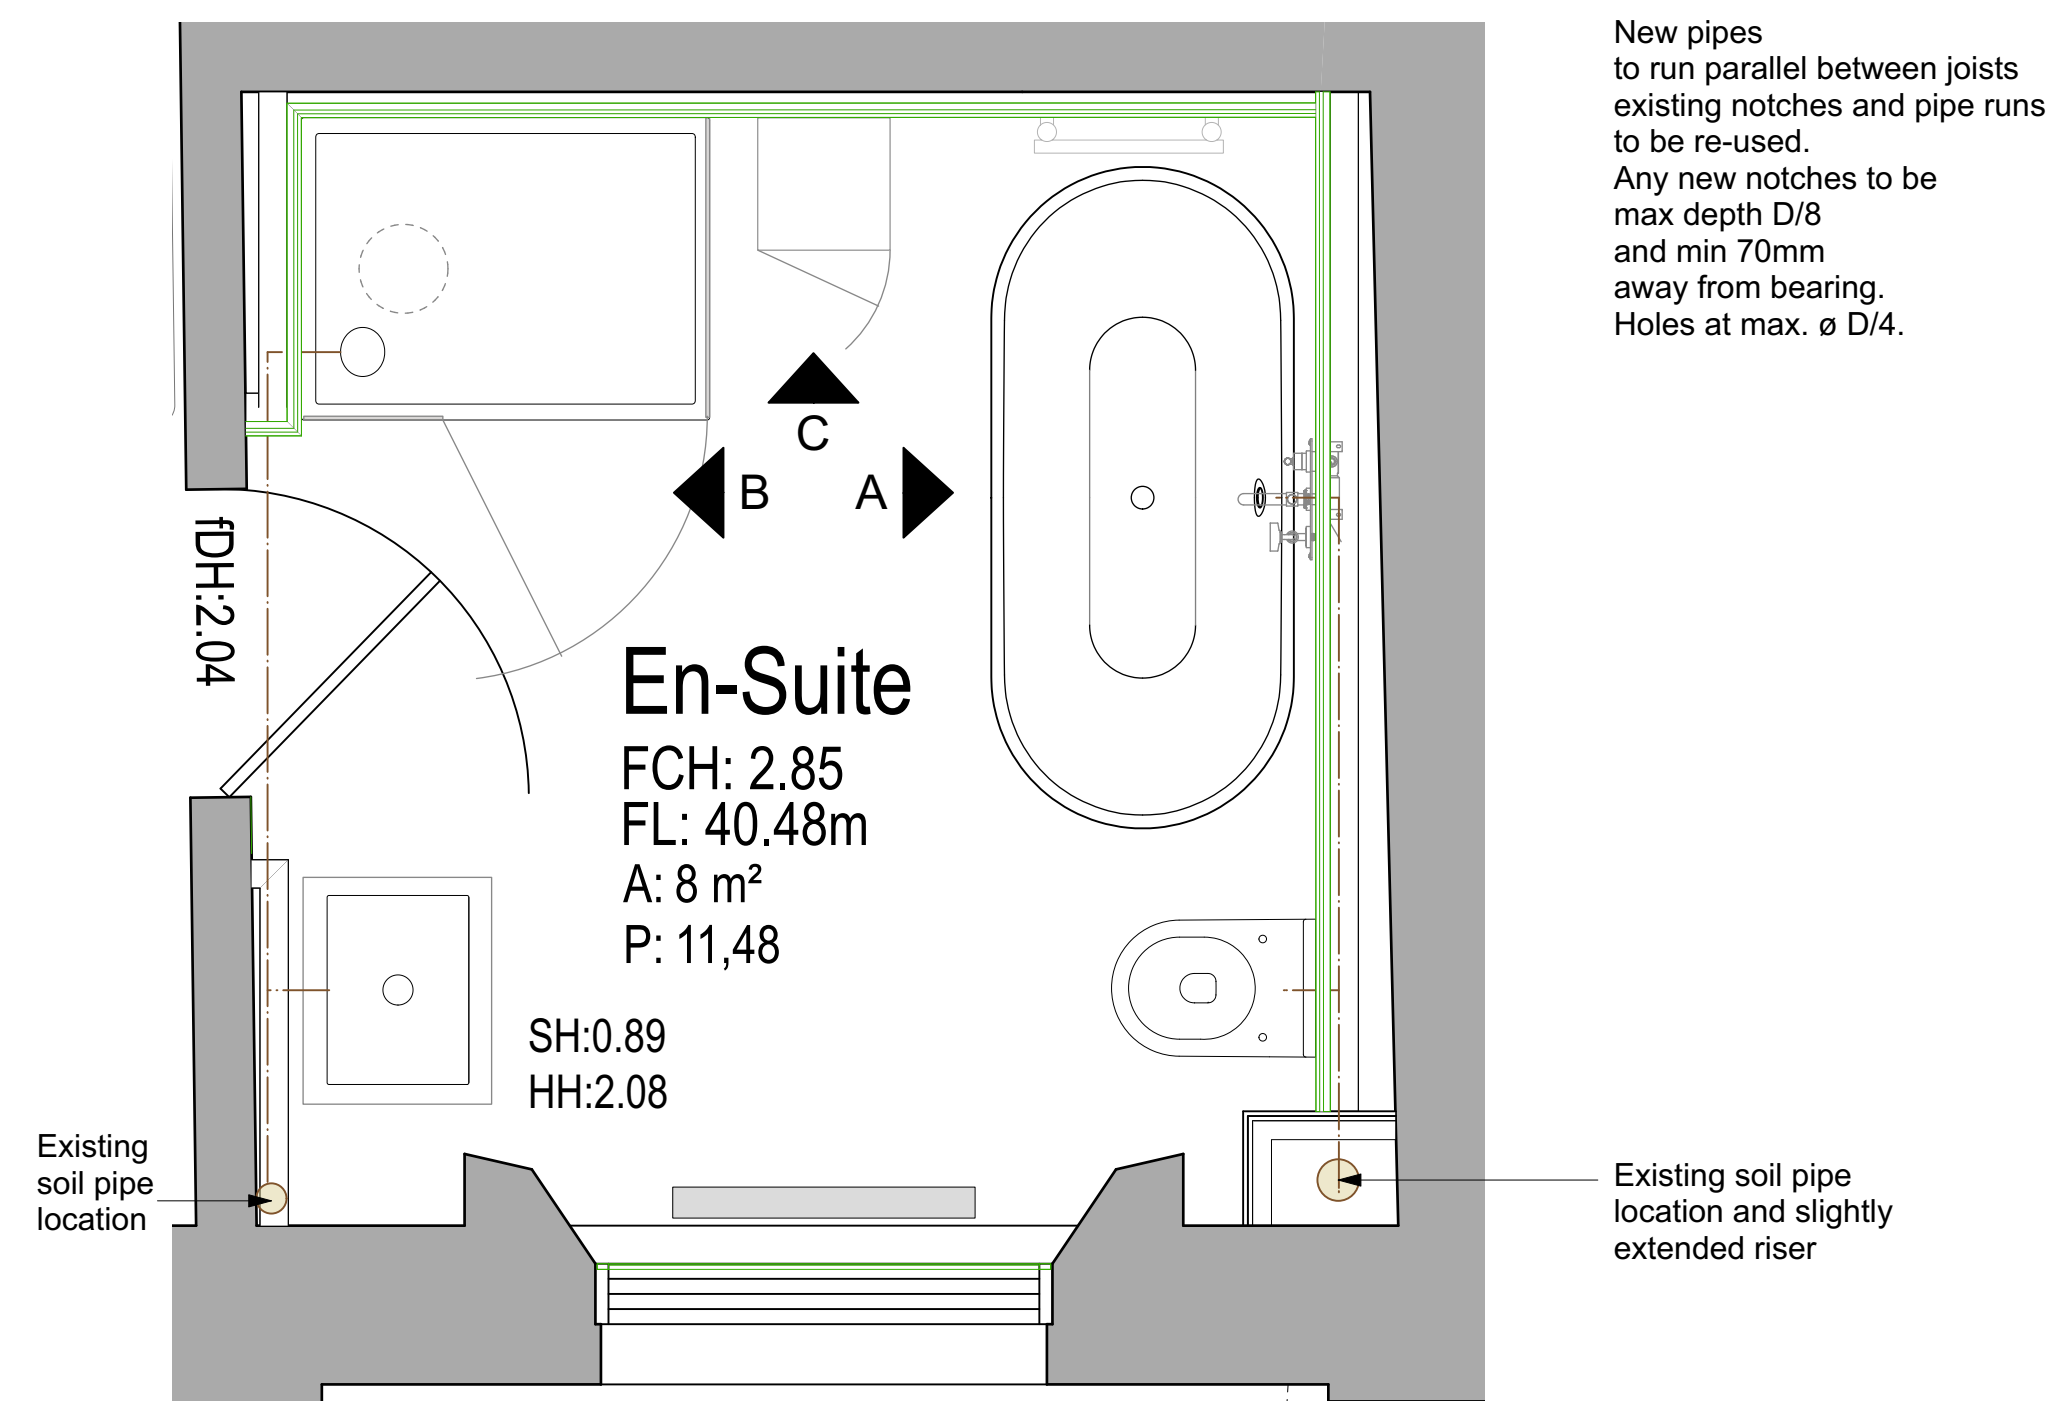 New pipes
to run parallel between joists
existing notches and pipe runs
to be re-used.
Any new notches to be
max depth D/8
and min 70mm
away from bearing.
Holes at max. ø D/4.
C
B
A
fDH:2.04
En-Suite
FCH: 2.85
FL: 40.48m
A: 8 m²
P: 11,48
SH:0.89
HH:2.08
Existing
soil pipe
location
Existing soil pipe
location and slightly
extended riser